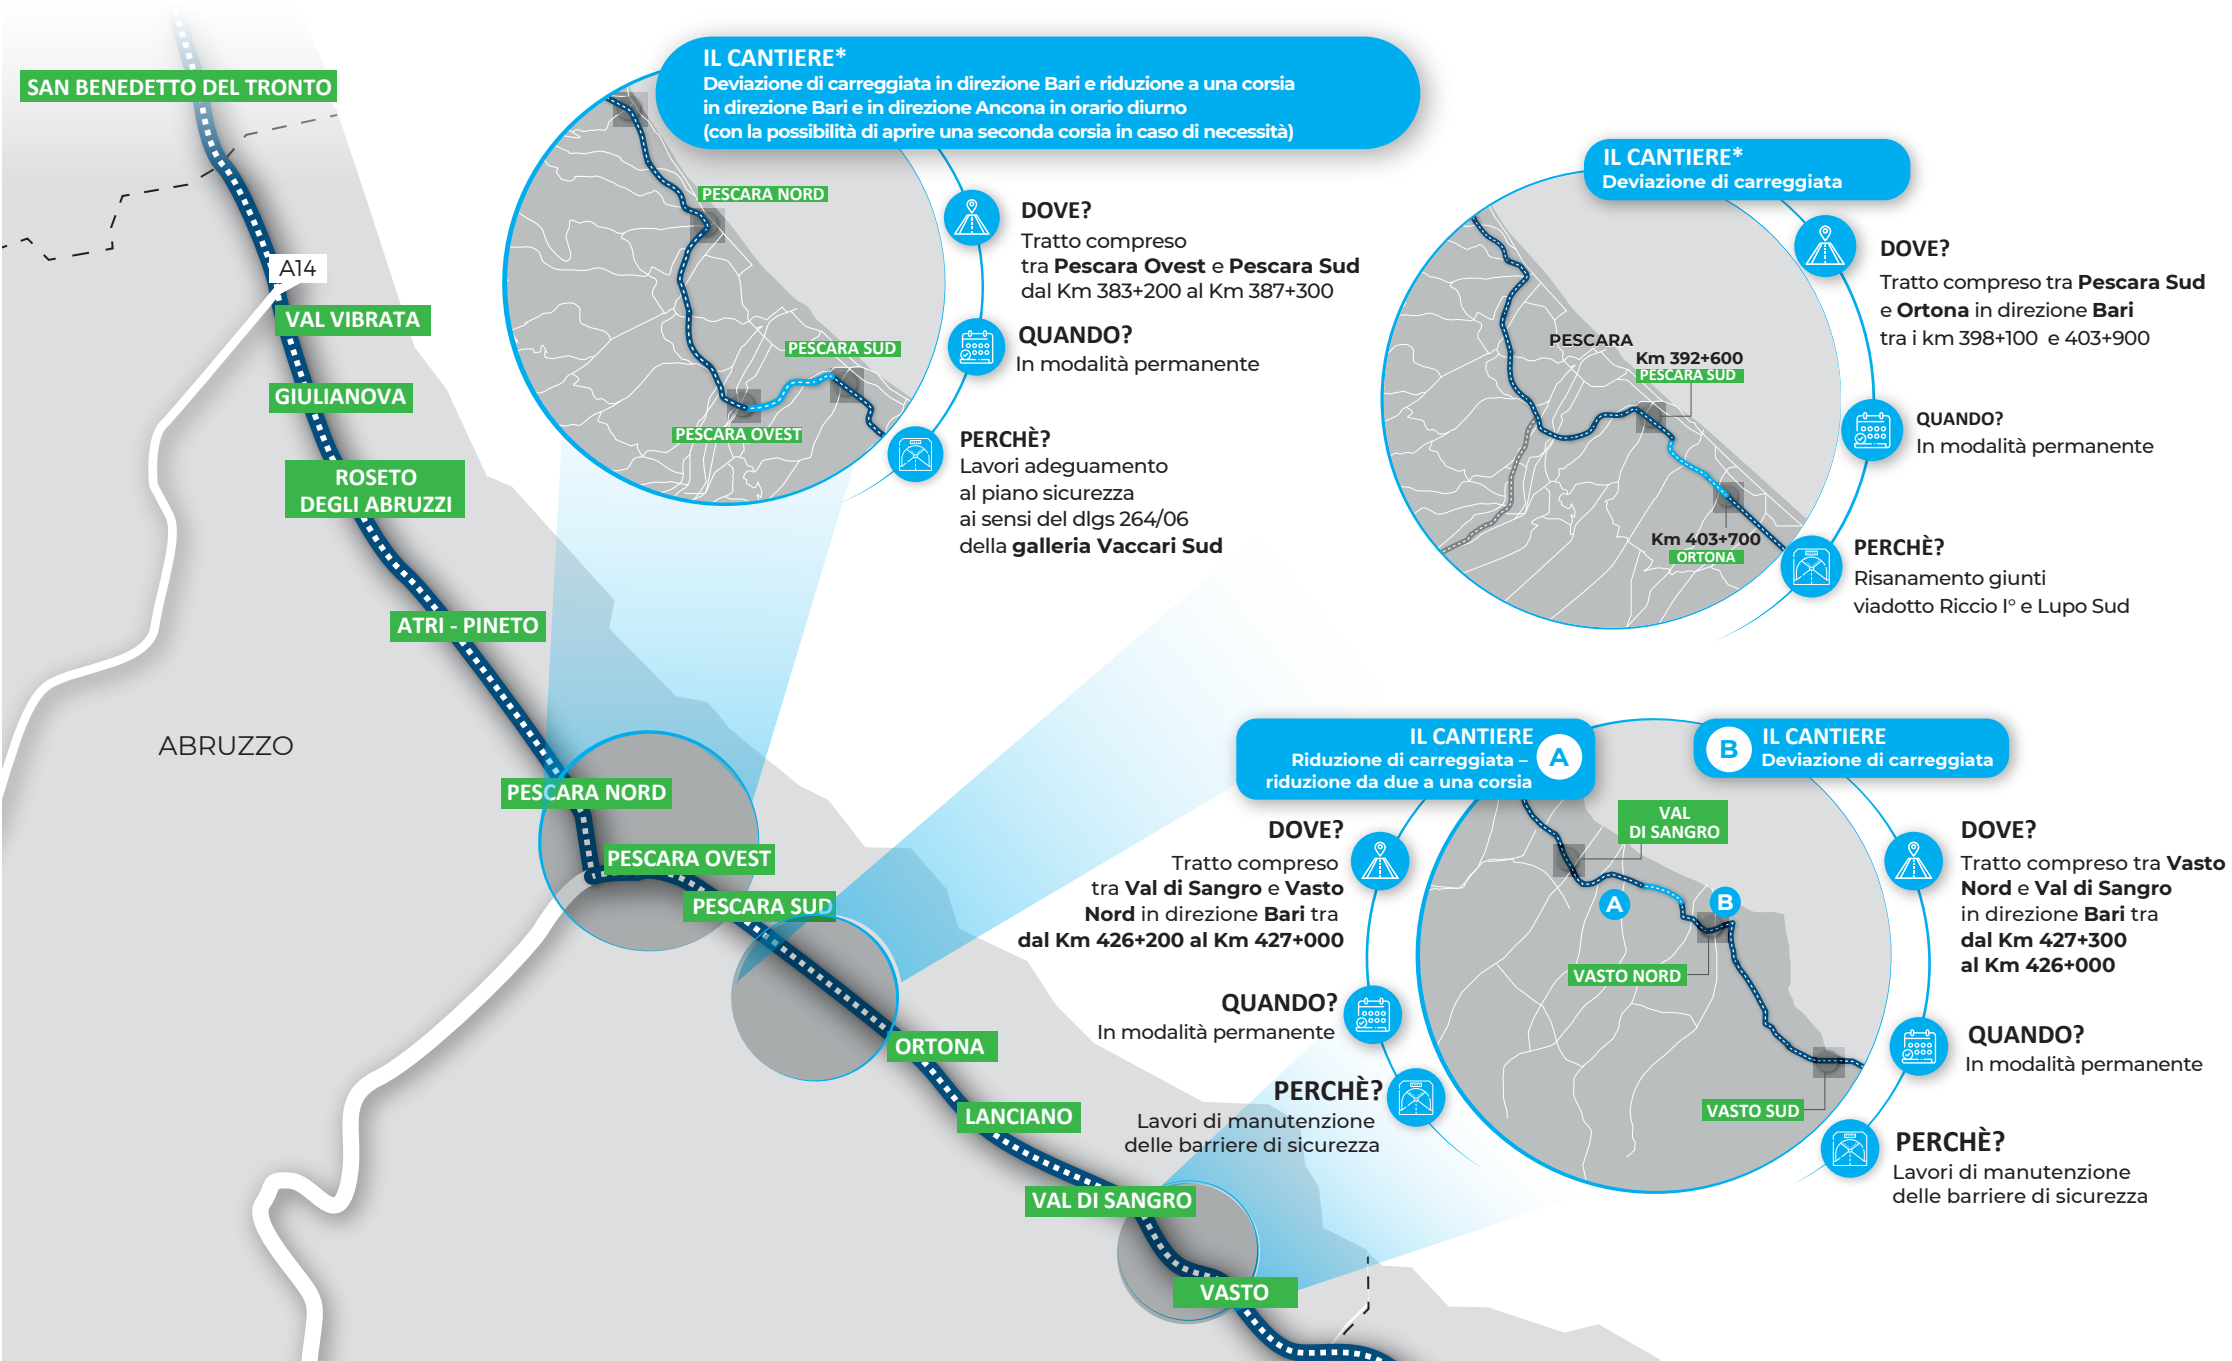 SAN BENEDETTO DEL TRONTO
A14
VAL VIBRATA
GIULIANOVA
ROSETO
DEGLI ABRUZZI
ATRI - PINETO
ABRUZZO
PESCARA NORD
PESCARA OVEST
PESCARA SUD
ORTONA
LANCIANO
VAL DI SANGRO
VASTO
IL CANTIERE*
Deviazione di carreggiata in direzione Bari e riduzione a una corsia
in direzione Bari e in direzione Ancona in orario diurno
(con la possibilità di aprire una seconda corsia in caso di necessità)
PESCARA NORD
PESCARA SUD
PESCARA OVEST
DOVE?
Tratto compreso
tra Pescara Ovest e Pescara Sud
dal Km 383+200 al Km 387+300
QUANDO?
In modalità permanente
PERCHÈ?
Lavori adeguamento
al piano sicurezza
ai sensi del dlgs 264/06
della galleria Vaccari Sud
IL CANTIERE*
Deviazione di carreggiata
PESCARA
Km 392+600
PESCARA SUD
Km 403+700
ORTONA
DOVE?
Tratto compreso tra Pescara Sud
e Ortona in direzione Bari
tra i km 398+100 e 403+900
QUANDO?
In modalità permanente
PERCHÈ?
Risanamento giunti
viadotto Riccio I° e Lupo Sud
IL CANTIERE
Riduzione di carreggiata –
riduzione da due a una corsia
A
DOVE?
Tratto compreso
tra Val di Sangro e Vasto
Nord in direzione Bari tra
dal Km 426+200 al Km 427+000
QUANDO?
In modalità permanente
PERCHÈ?
Lavori di manutenzione
delle barriere di sicurezza
VAL
DI SANGRO
A
B
VASTO NORD
VASTO SUD
B
IL CANTIERE
Deviazione di carreggiata
DOVE?
Tratto compreso tra Vasto
Nord e Val di Sangro
in direzione Bari tra
dal Km 427+300
al Km 426+000
QUANDO?
In modalità permanente
PERCHÈ?
Lavori di manutenzione
delle barriere di sicurezza